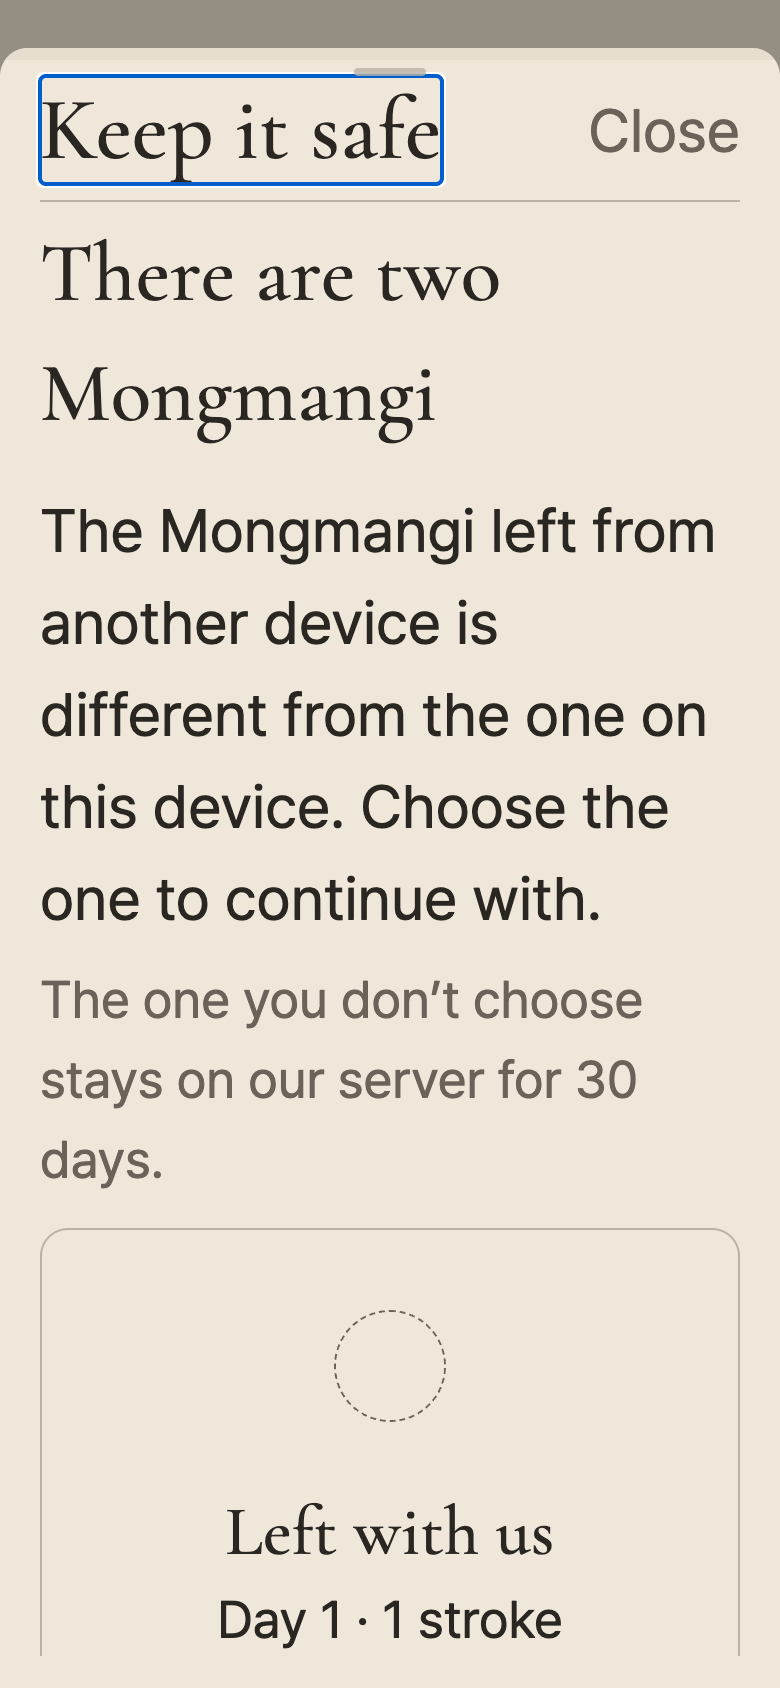 Keep it safe
Close
There are two
Mongmangi
The Mongmangi left from
another device is
different from the one on
this device. Choose the
one to continue with.
The one you don’t choose
stays on our server for 30
days.
Left with us
Day 1 · 1 stroke